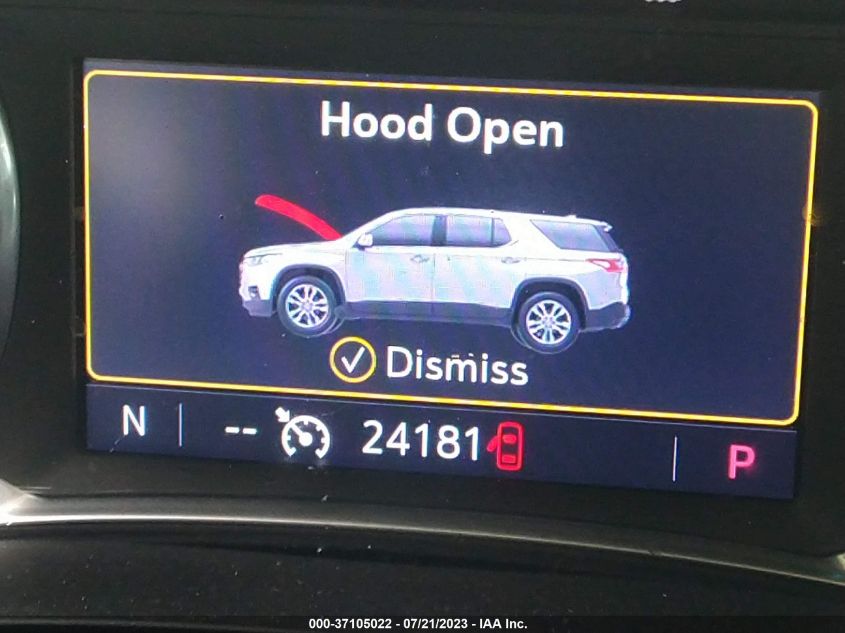 Hood Open
Dismiss
N -- 24181 P
000-37105022 - 07/21/2023 - IAA Inc.